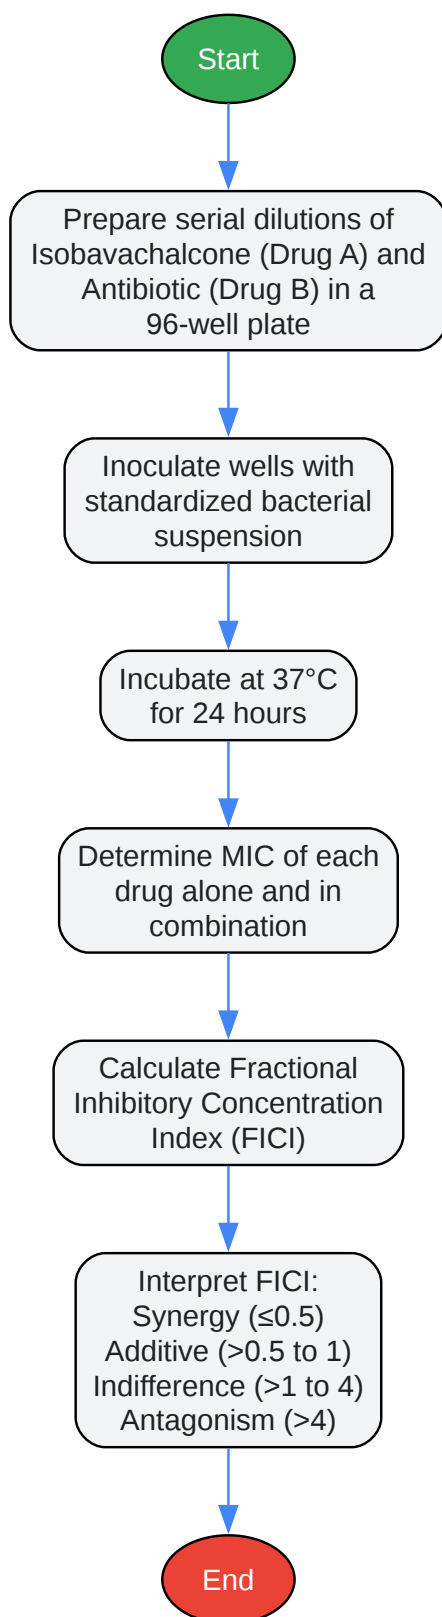 Start
Prepare serial dilutions of
Isobavachalcone (Drug A) and
Antibiotic (Drug B) in a
96-well plate
Inoculate wells with
standardized bacterial
suspension
Incubate at 37°C
for 24 hours
Determine MIC of each
drug alone and in
combination
Calculate Fractional
Inhibitory Concentration
Index (FICI)
Interpret FICI:
Synergy (≤0.5)
Additive (>0.5 to 1)
Indifference (>1 to 4)
Antagonism (>4)
End